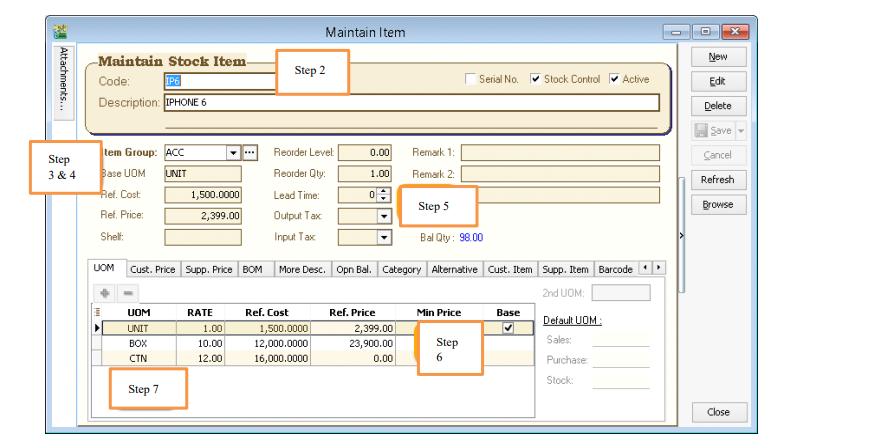 Maintain Item
Attachments...
Maintain Stock Item
Step 2
Code: IP6
Serial No. Stock Control Active
Description: IPHONE 6
New
Edit
Delete
Save
Cancel
Refresh
Browse
Step
3 & 4
Item Group: ACC Reorder Level: 0.00 Remark 1:
Base UOM UNIT Reorder Qty: 1.00 Remark 2:
Ref. Cost: 1,500.0000 Lead Time: 0
Step 5
Ref. Price: 2,399.00 Output Tax:
Shelf: Input Tax: Bal Qty : 98.00
UOM Cust. Price Supp. Price BOM More Desc. Opn Bal. Category Alternative Cust. Item Supp. Item Barcode
2nd UOM:
UOM RATE Ref. Cost Ref. Price Min Price Base
UNIT 1.00 1,500.0000 2,399.00
BOX 10.00 12,000.0000 23,900.00
CTN 12.00 16,000.0000 0.00
Step
6
Step 7
Default UOM :
Sales:
Purchase:
Stock:
Close